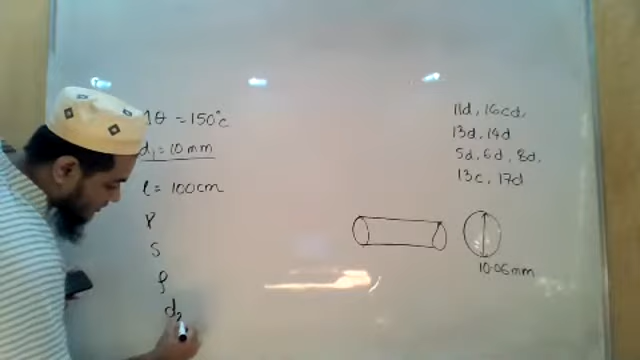 Δθ = 150°C
d₁ = 10 mm
l = 100cm
γ
s
ρ
d₂
11d, 16cd,
13d, 14d
5d, 6d, 8d,
13c, 17d
10.06mm